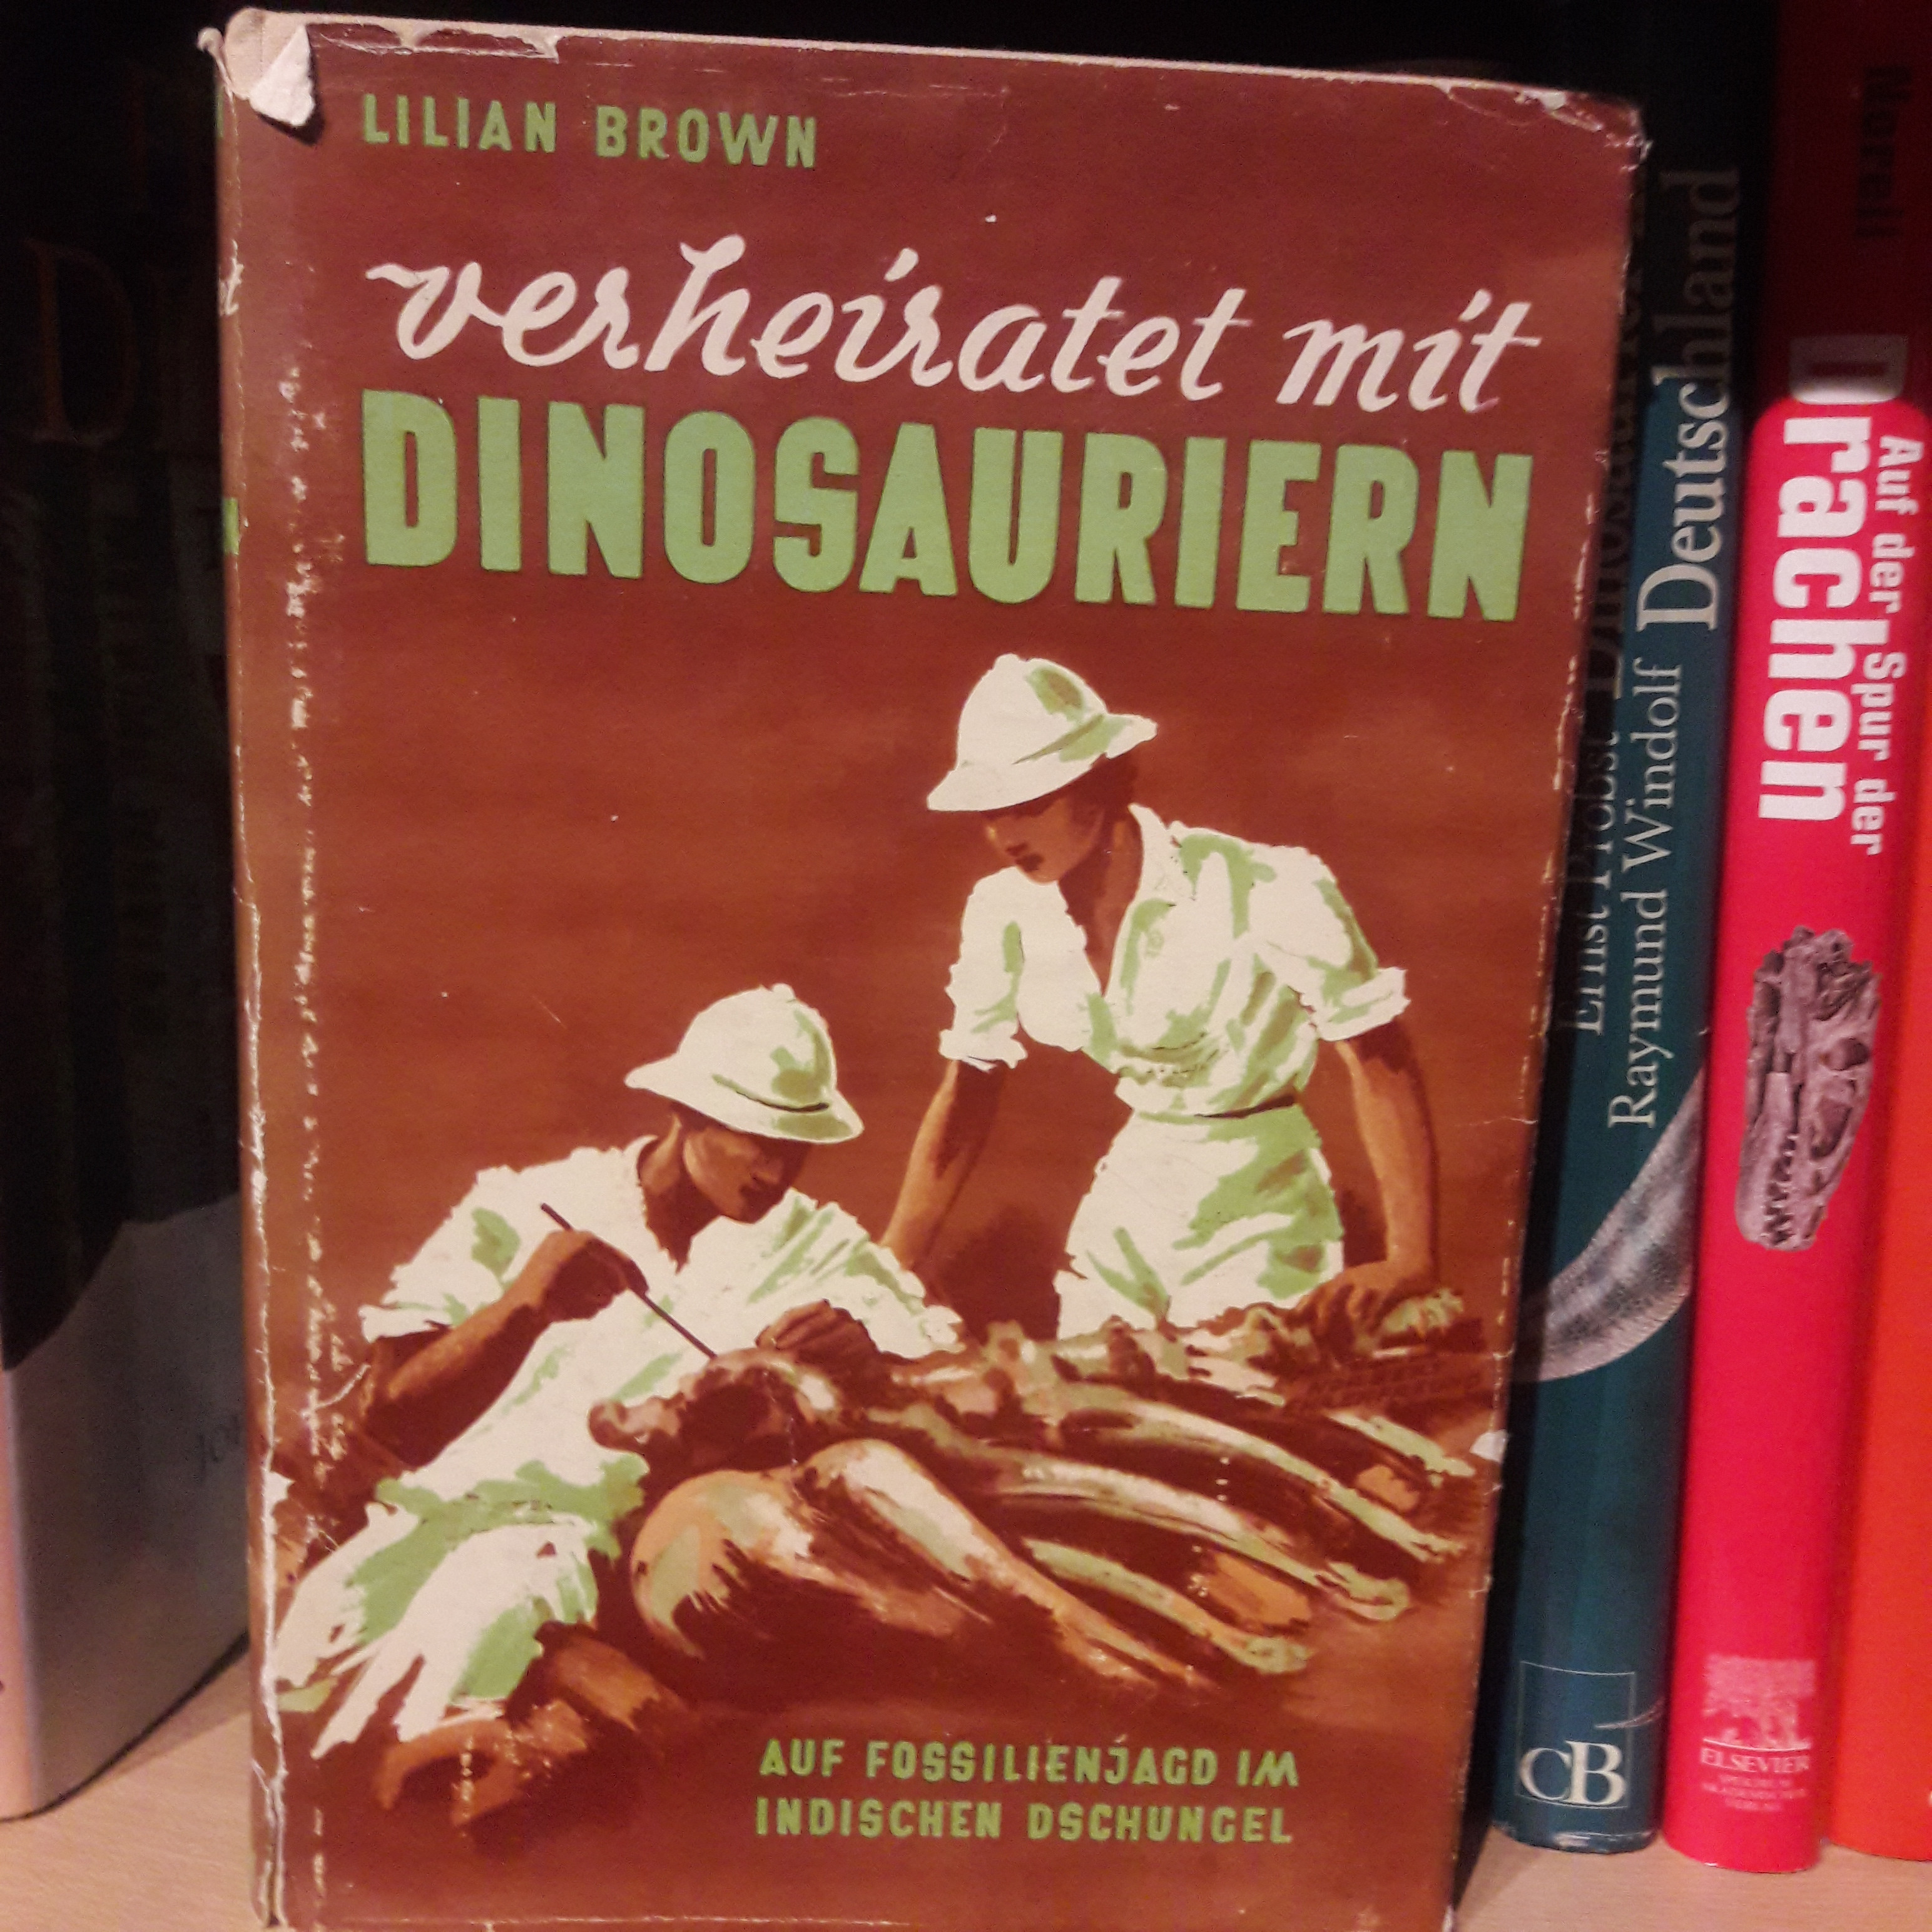 LILIAN BROWN
verheiratet mit
DINOSAURIERN
AUF FOSSILIENJAGD IM
INDISCHEN DSCHUNGEL
Raymund Windolf Deutschland
Ernst Probst
CB
Auf der Spur der
Drachen
ELSEVIER